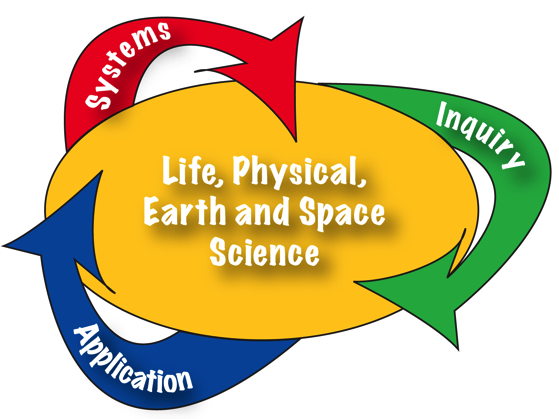 Systems
Inquiry
Life, Physical,
Earth and Space
Science
Application